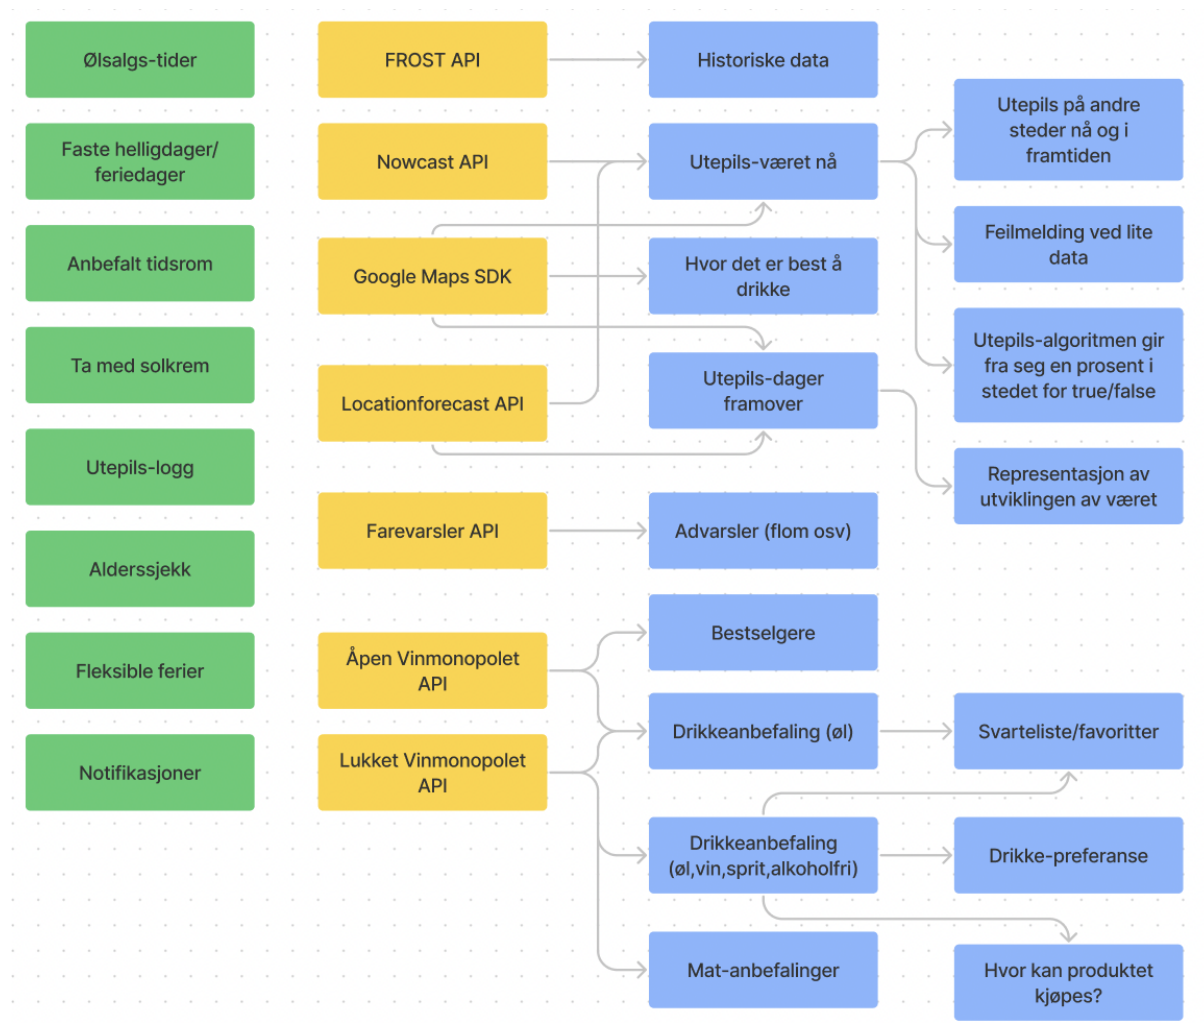 Ølsalgs-tider
Faste helligdager/
feriedager
Anbefalt tidsrom
Ta med solkrem
Utepils-logg
Alderssjekk
Fleksible ferier
Notifikasjoner
FROST API
Nowcast API
Google Maps SDK
Locationforecast API
Farevarsler API
Åpen Vinmonopolet
API
Lukket Vinmonopolet
API
Historiske data
Utepils-været nå
Hvor det er best å
drikke
Utepils-dager
framover
Advarsler (flom osv)
Bestselgere
Drikkeanbefaling (øl)
Drikkeanbefaling
(øl,vin,sprit,alkoholfri)
Mat-anbefalinger
Utepils på andre
steder nå og i
framtiden
Feilmelding ved lite
data
Utepils-algoritmen gir
fra seg en prosent i
stedet for true/false
Representasjon av
utviklingen av været
Svarteliste/favoritter
Drikke-preferanse
Hvor kan produktet
kjøpes?